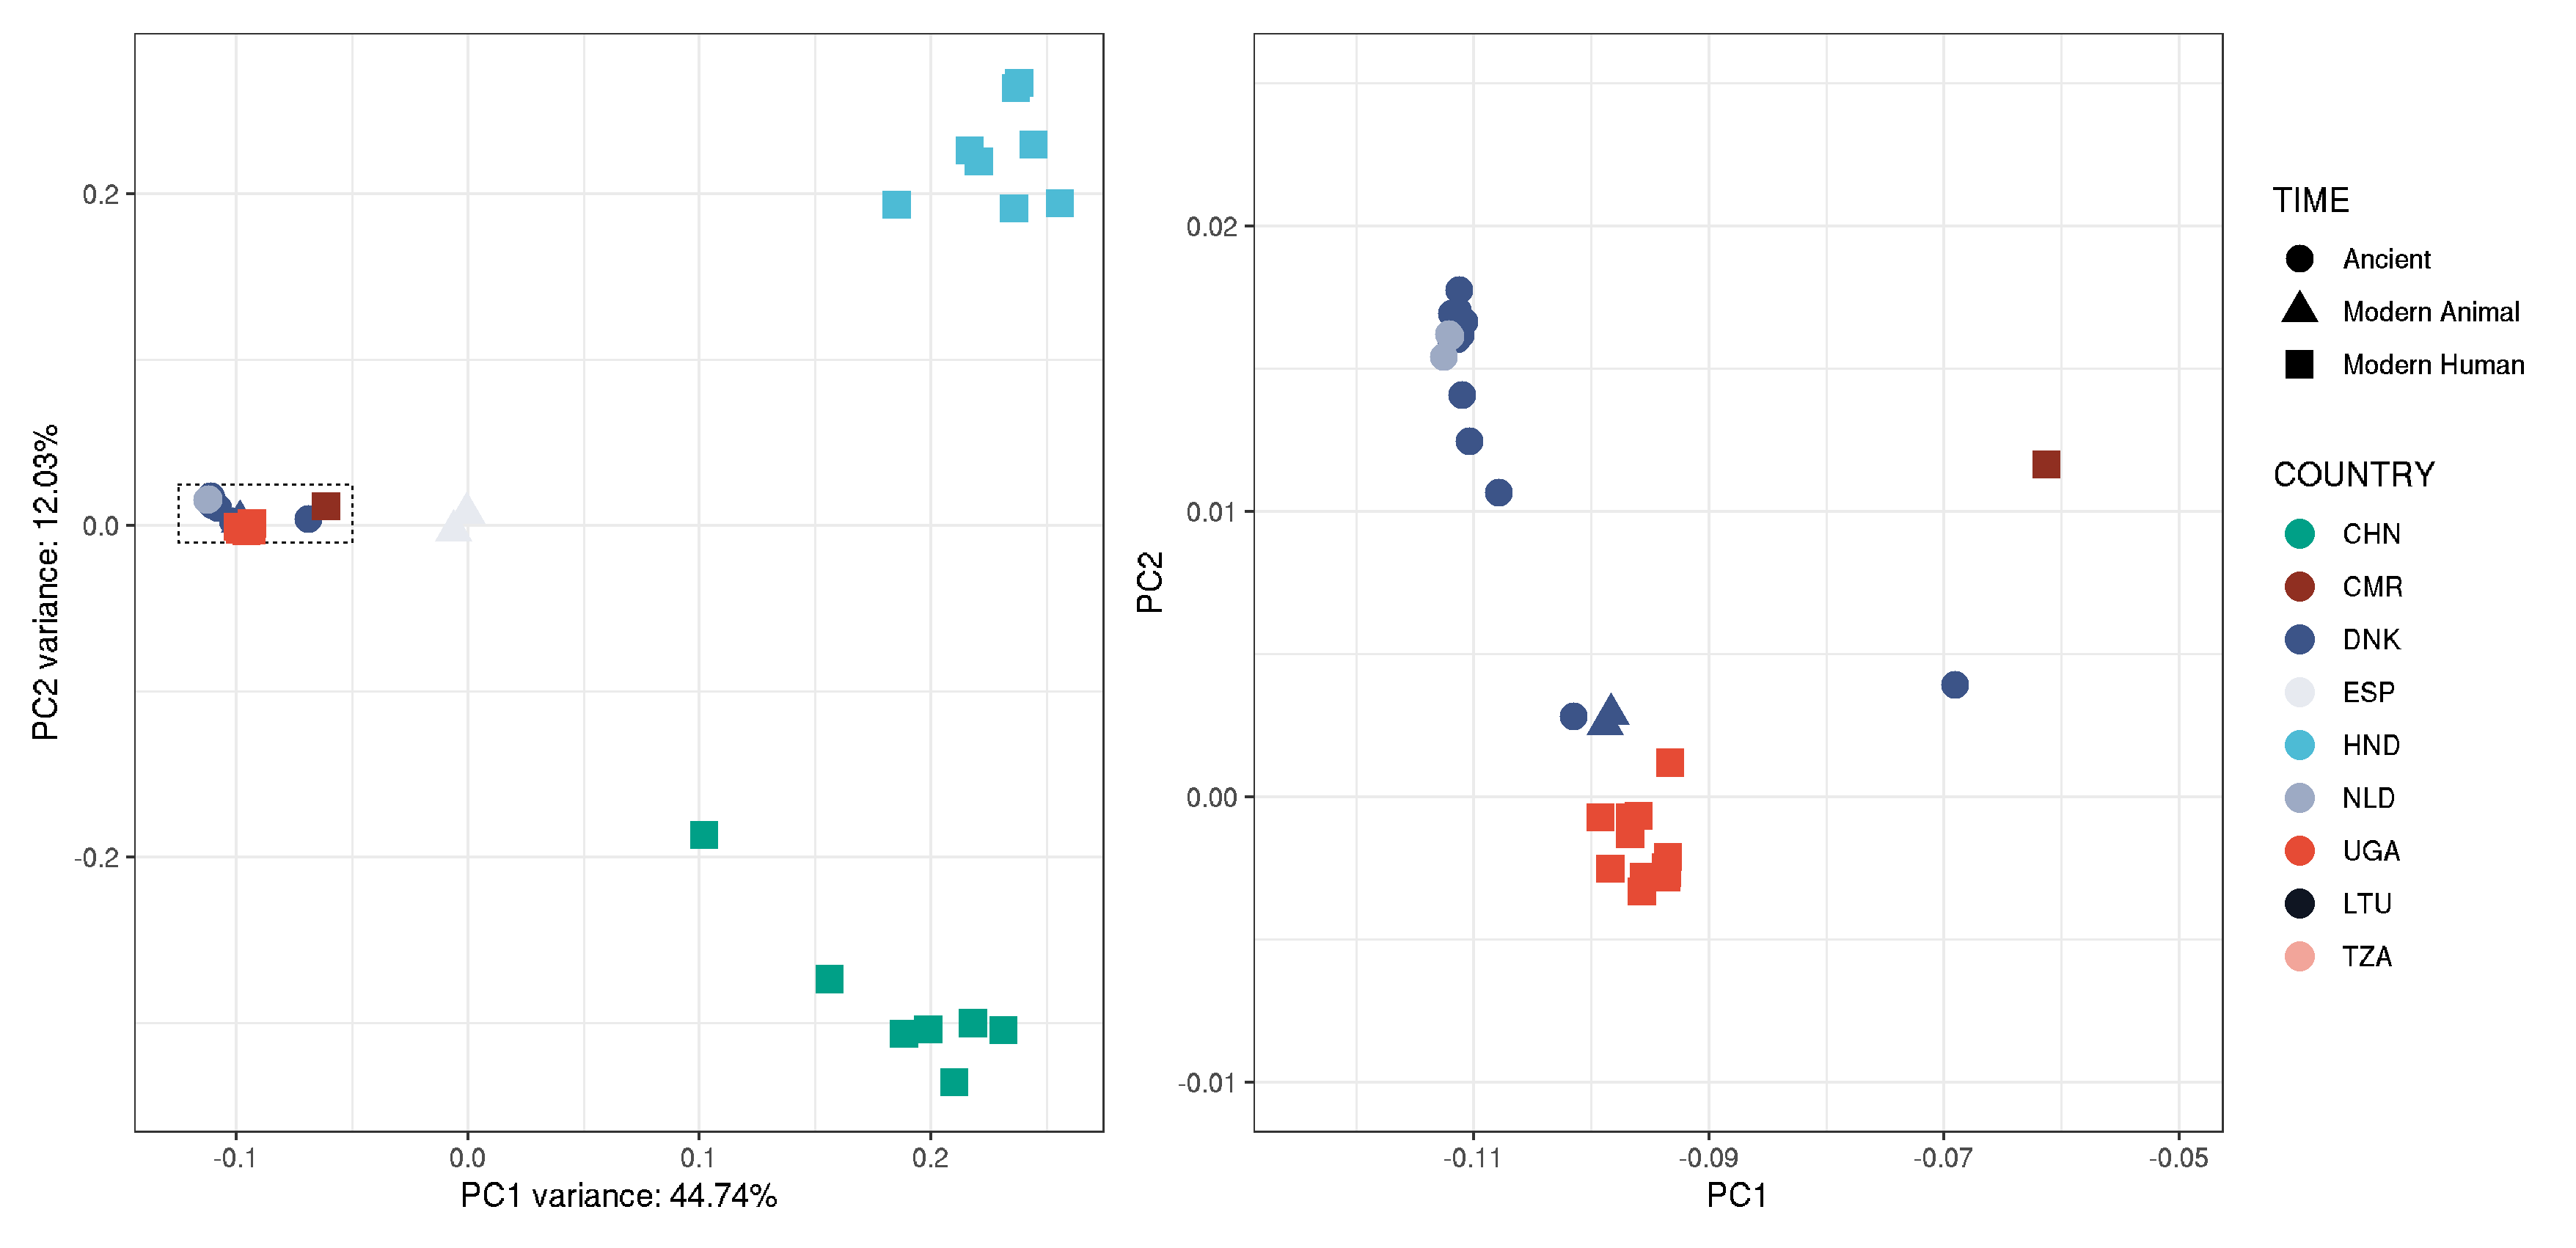 PC2 variance: 12.03%
0.2
0.0
-0.2
-0.1
0.0
0.1
0.2
PC1 variance: 44.74%
PC2
0.02
0.01
0.00
-0.01
-0.11
-0.09
-0.07
-0.05
PC1
TIME
Ancient
Modern Animal
Modern Human
COUNTRY
CHN
CMR
DNK
ESP
HND
NLD
UGA
LTU
TZA